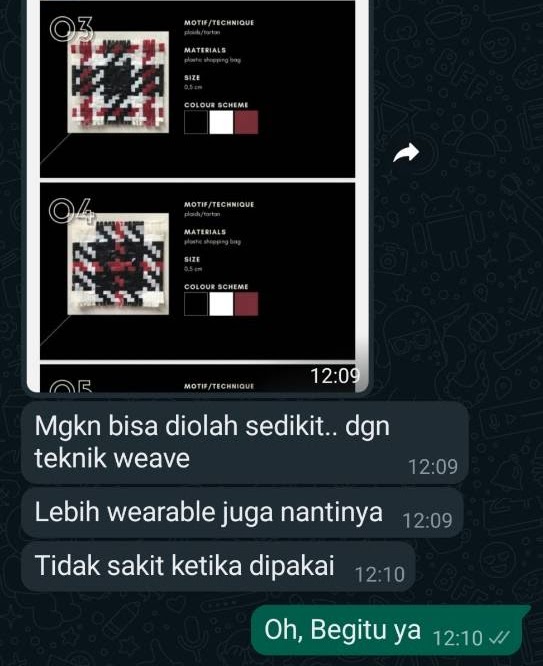 03
MOTIF/TECHNIQUE
plaids/tartan
MATERIALS
plastic shopping bag
SIZE
0,5 cm
COLOUR SCHEME
04
MOTIF/TECHNIQUE
plaids/tartan
MATERIALS
plastic shopping bag
SIZE
0,5 cm
COLOUR SCHEME
05
MOTIF/TECHNIQUE
12:09
Mgkn bisa diolah sedikit.. dgn
teknik weave
12:09
Lebih wearable juga nantinya 12:09
Tidak sakit ketika dipakai 12:10
Oh, Begitu ya 12:10